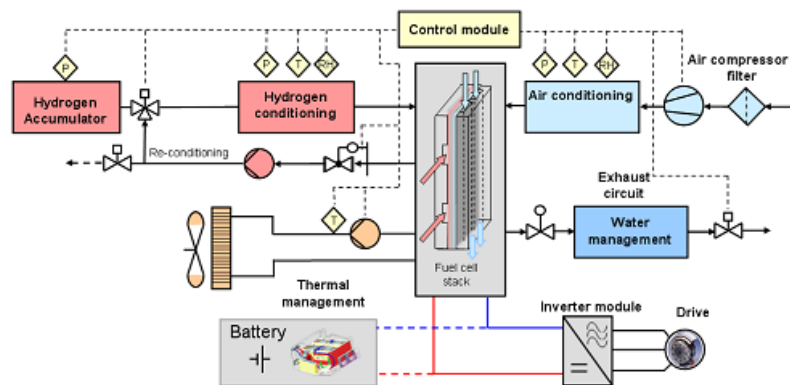 Control module
Air compressor
filter
P
P
T
RH
P
T
RH
Hydrogen
Accumulator
Hydrogen
conditioning
Air conditioning
Re-conditioning
Exhaust
circuit
T
Water
management
Fuel cell
stack
Thermal
management
Inverter module
Drive
Battery